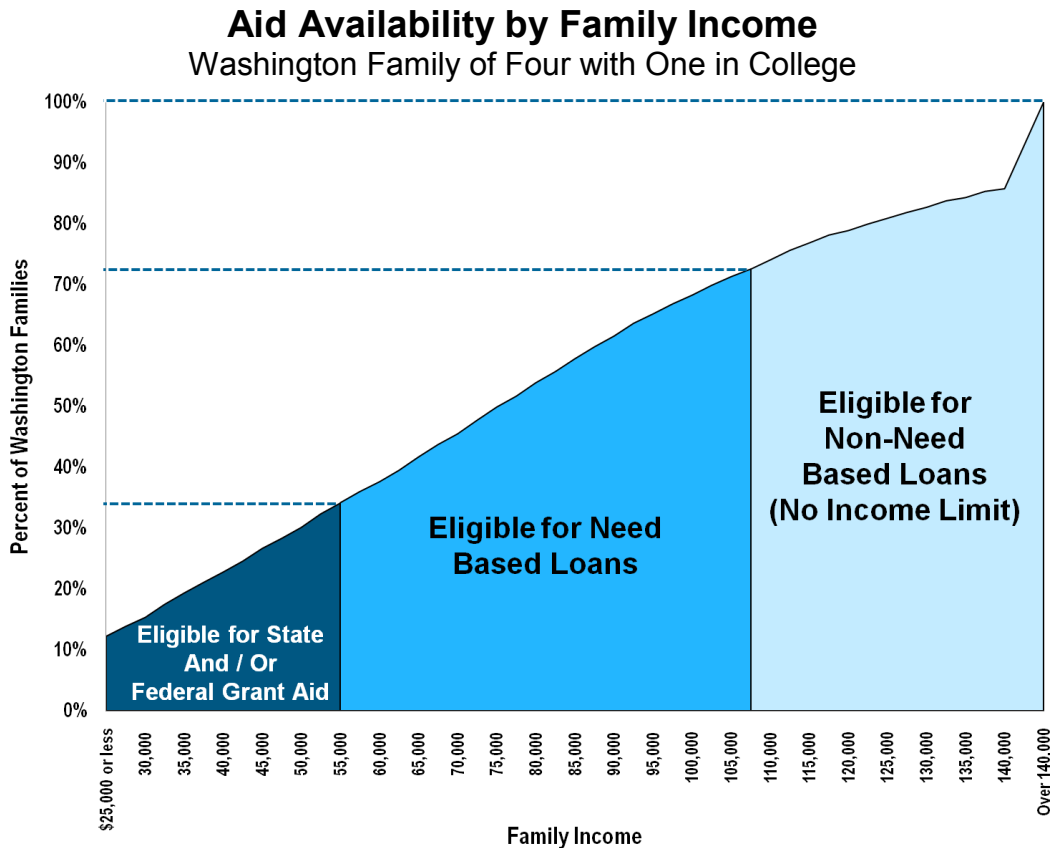 Aid Availability by Family Income
Washington Family of Four with One in College
100%
90%
80%
70%
60%
50%
40%
30%
20%
10%
0%
Percent of Washington Families
Eligible for State
And / Or
Federal Grant Aid
Eligible for Need
Based Loans
Eligible for
Non-Need
Based Loans
(No Income Limit)
$25,000 or less
30,000
35,000
40,000
45,000
50,000
55,000
60,000
65,000
70,000
75,000
80,000
85,000
90,000
95,000
100,000
105,000
110,000
115,000
120,000
125,000
130,000
135,000
140,000
Over 140,000
Family Income